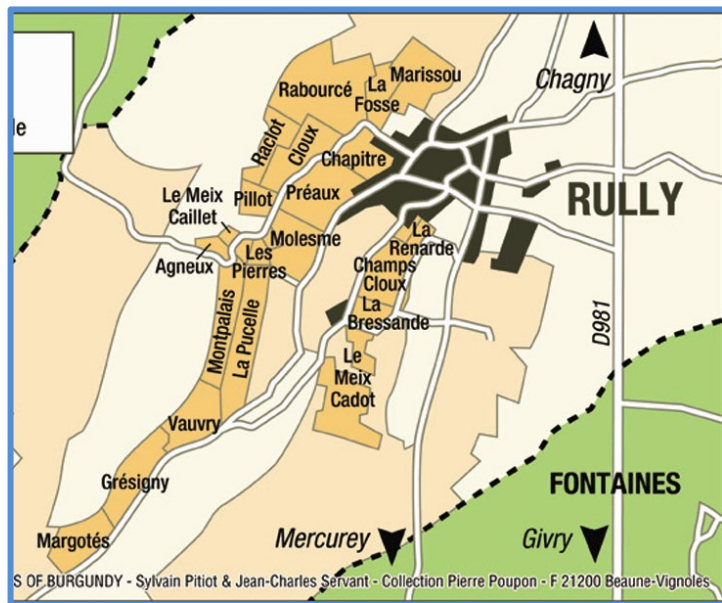 le
Chagny
RULLY
D981
Rabourcé
La
Fosse
Marissou
Raclot
Cloux
Chapitre
Le Meix
Caillet
Pillot
Préaux
Agneux
Les
Pierres
Molesme
La
Renarde
Champs
Cloux
Montpalais
La Pucelle
La
Bressande
Le
Meix
Cadot
Vauvry
Grésigny
Margotés
FONTAINES
Mercurey
Givry
S OF BURGUNDY - Sylvain Pitiot & Jean-Charles Servant - Collection Pierre Poupon - F 21200 Beaune-Vignoles